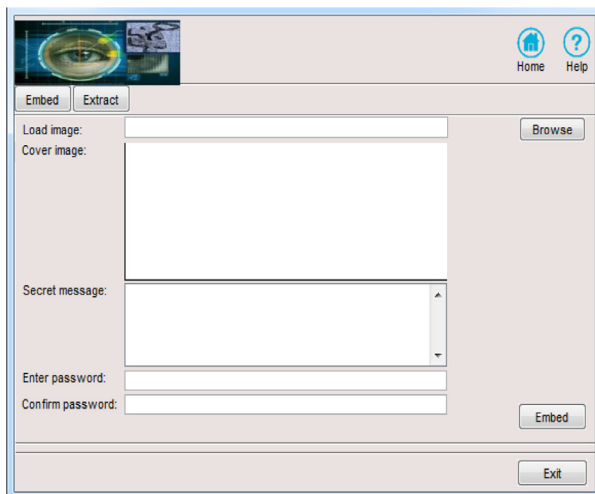 Home Help
Embed Extract
Load image: Browse
Cover image:
Secret message:
Enter password:
Confirm password:
Embed
Exit